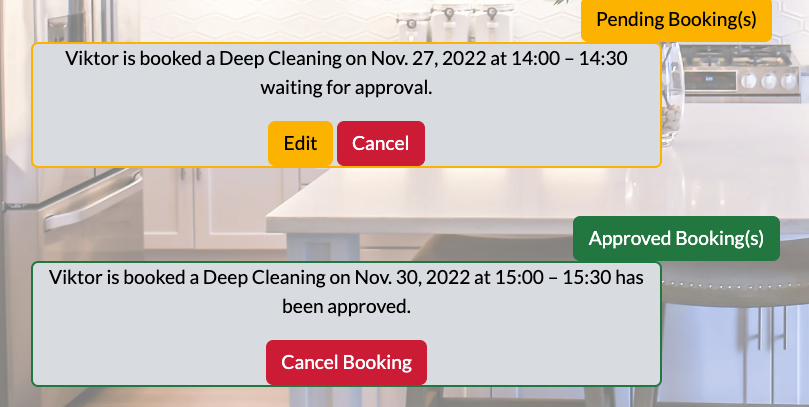 Pending Booking(s)
Viktor is booked a Deep Cleaning on Nov. 27, 2022 at 14:00 – 14:30
waiting for approval.
Edit Cancel
Approved Booking(s)
Viktor is booked a Deep Cleaning on Nov. 30, 2022 at 15:00 – 15:30 has
been approved.
Cancel Booking